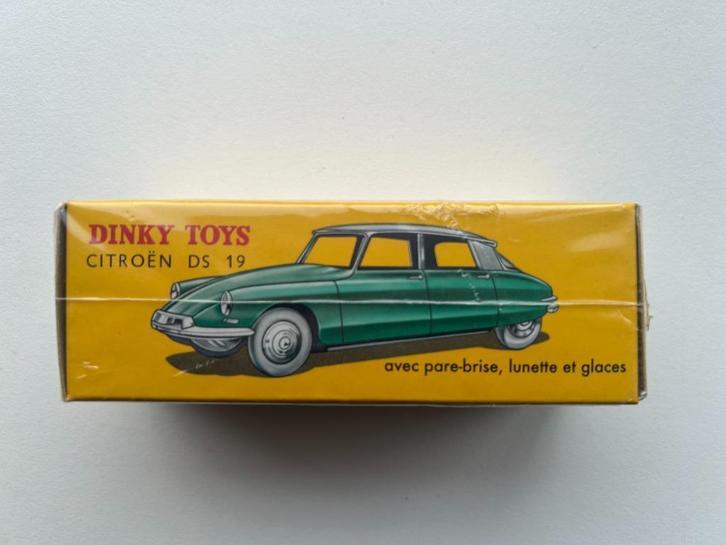 DINKY TOYS
CITROËN DS 19
avec pare-brise, lunette et glaces